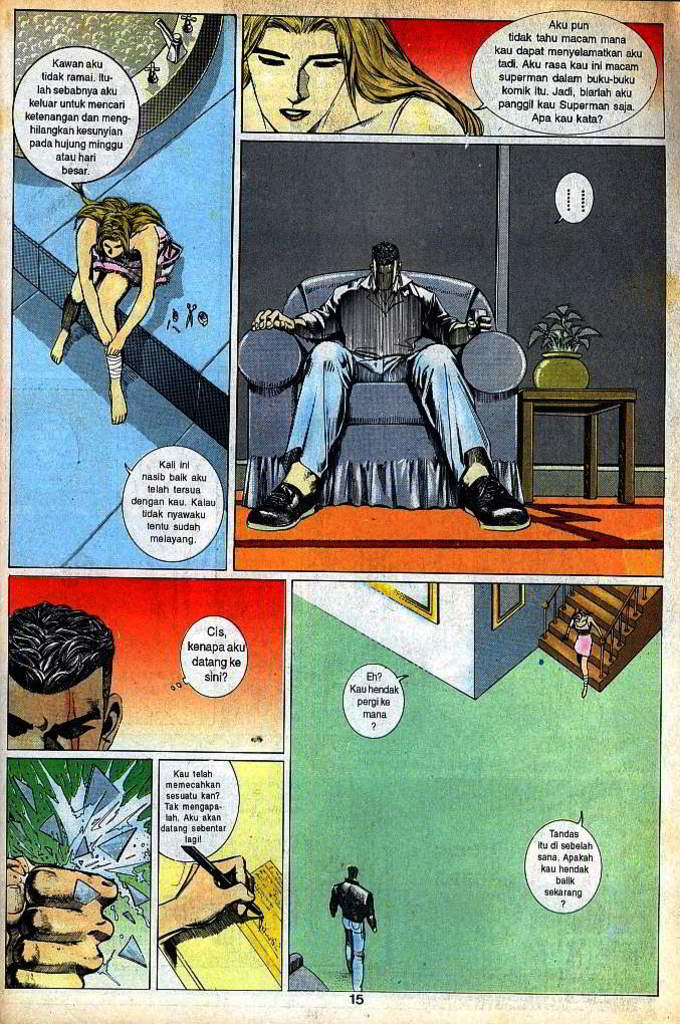 Kawan aku
tidak ramai. Itu-
lah sebabnya aku
keluar untuk mencari
ketenangan dan meng-
hilangkan kesunyian
pada hujung minggu
atau hari
besar.
Kali ini
nasib baik aku
telah tersua
dengan kau. Kalau
tidak nyawaku
tentu sudah
melayang.
Aku pun
tidak tahu macam mana
kau dapat menyelamatkan aku
tadi. Aku rasa kau ini macam
superman dalam buku-buku
komik itu. Jadi, biarlah aku
panggil kau Superman saja.
Apa kau kata?
Cis,
kenapa aku
datang ke
sini?
Kau telah
memecahkan
sesuatu kan?
Tak mengapa-
lah. Aku akan
datang sebentar
lagi!
Eh?
Kau hendak
pergi ke
mana
?
Tandas
itu di sebelah
sana. Apakah
kau hendak
balik
sekarang
?
15